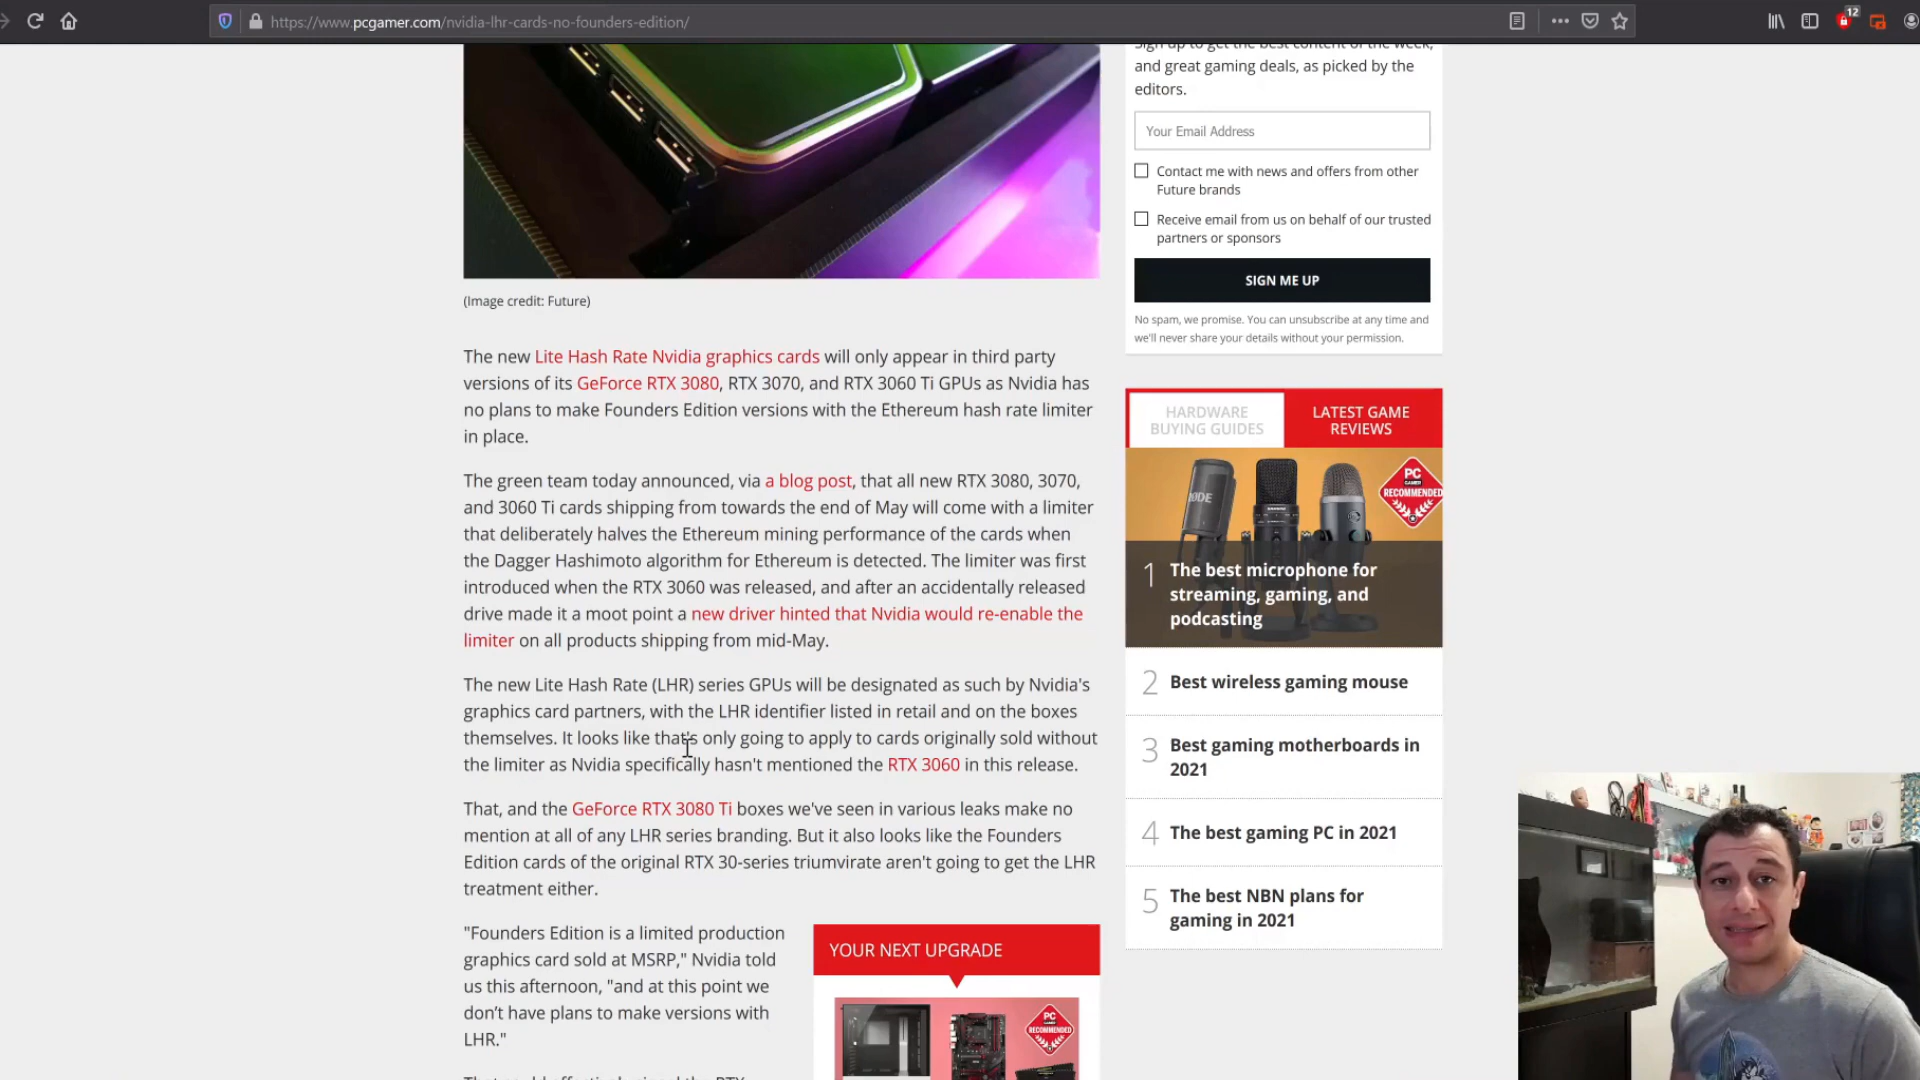 https://www.pcgamer.com/nvidia-lhr-cards-no-founders-edition/
12
Sign up to get the best content of the week,
and great gaming deals, as picked by the
editors.
Your Email Address
Contact me with news and offers from other
Future brands
Receive email from us on behalf of our trusted
partners or sponsors
SIGN ME UP
No spam, we promise. You can unsubscribe at any time and
we'll never share your details without your permission.
(Image credit: Future)
The new Lite Hash Rate Nvidia graphics cards will only appear in third party
versions of its GeForce RTX 3080, RTX 3070, and RTX 3060 Ti GPUs as Nvidia has
no plans to make Founders Edition versions with the Ethereum hash rate limiter
in place.
The green team today announced, via a blog post, that all new RTX 3080, 3070,
and 3060 Ti cards shipping from towards the end of May will come with a limiter
that deliberately halves the Ethereum mining performance of the cards when
the Dagger Hashimoto algorithm for Ethereum is detected. The limiter was first
introduced when the RTX 3060 was released, and after an accidentally released
drive made it a moot point a new driver hinted that Nvidia would re-enable the
limiter on all products shipping from mid-May.
The new Lite Hash Rate (LHR) series GPUs will be designated as such by Nvidia's
graphics card partners, with the LHR identifier listed in retail and on the boxes
themselves. It looks like that's only going to apply to cards originally sold without
the limiter as Nvidia specifically hasn't mentioned the RTX 3060 in this release.
That, and the GeForce RTX 3080 Ti boxes we've seen in various leaks make no
mention at all of any LHR series branding. But it also looks like the Founders
Edition cards of the original RTX 30-series triumvirate aren't going to get the LHR
treatment either.
"Founders Edition is a limited production
graphics card sold at MSRP," Nvidia told
us this afternoon, "and at this point we
don't have plans to make versions with
LHR."
YOUR NEXT UPGRADE
PC
GAMER
RECOMMENDED
HARDWARE
BUYING GUIDES
LATEST GAME
REVIEWS
RØDE
PC
GAMER
RECOMMENDED
1 The best microphone for
streaming, gaming, and
podcasting
2 Best wireless gaming mouse
3 Best gaming motherboards in
2021
4 The best gaming PC in 2021
5 The best NBN plans for
gaming in 2021